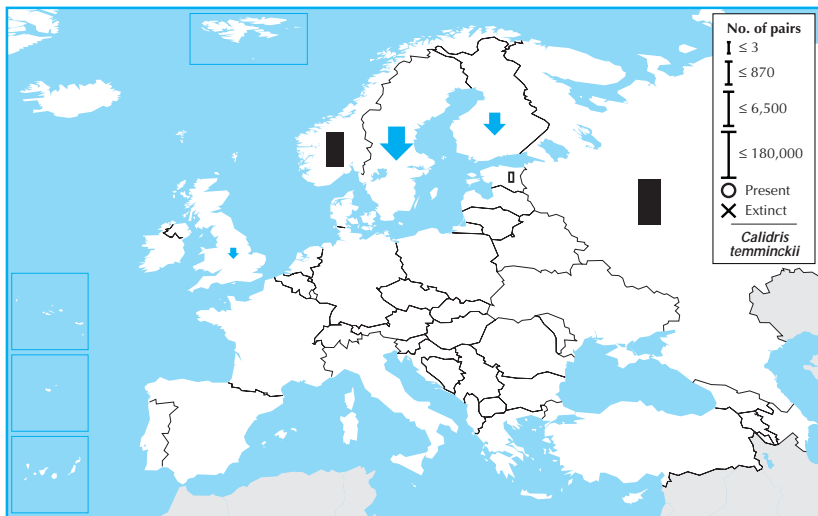 No. of pairs
≤ 3
≤ 870
≤ 6,500
≤ 180,000
Present
Extinct
Calidris
temminckii